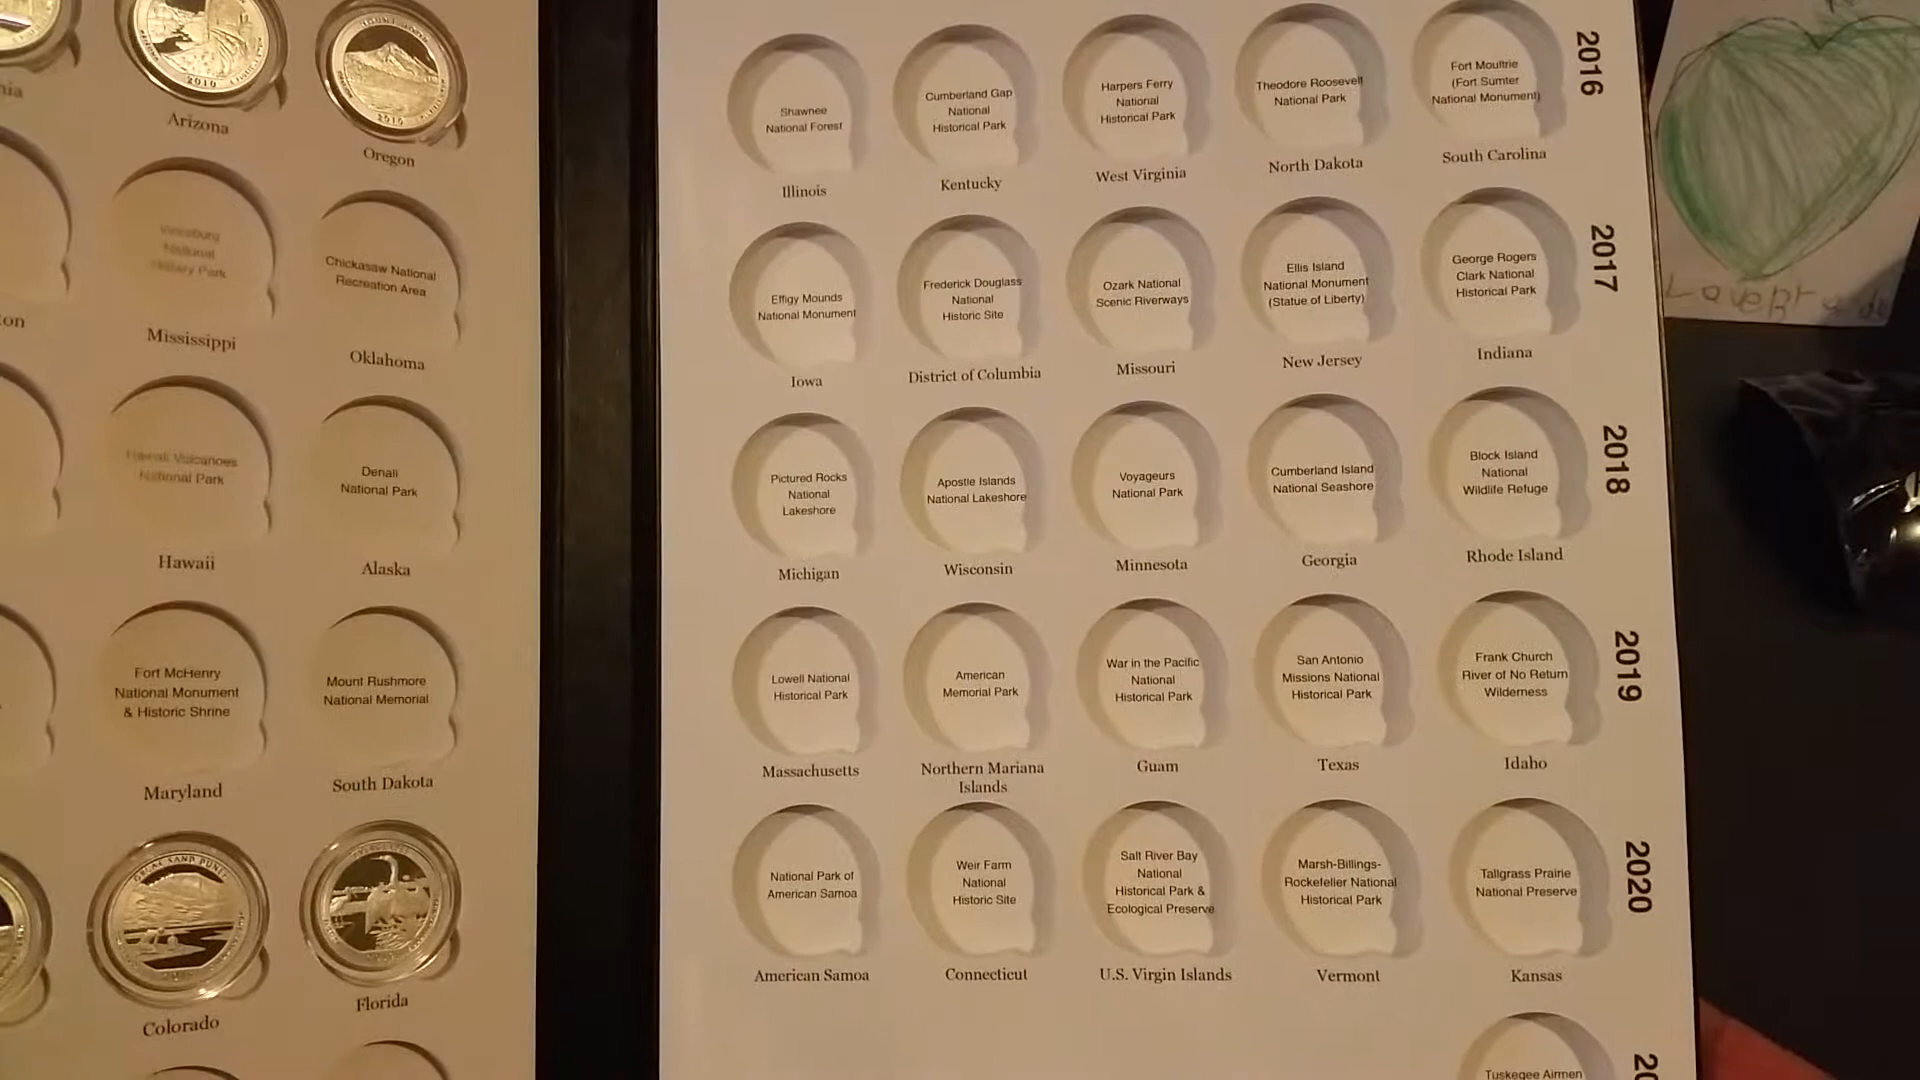 Arizona
Oregon
2010
2010
National
Chickasaw National
Recreation Area
Mississippi
Oklahoma
National Park
Denali
National Park
Hawaii
Alaska
Fort McHenry
National Monument
& Historic Shrine
Mount Rushmore
National Memorial
Maryland
South Dakota
GREAT SAND DUNES
Colorado
Florida
2016
Shawnee
National Forest
Illinois
Cumberland Gap
National
Historical Park
Kentucky
Harpers Ferry
National
Historical Park
West Virginia
Theodore Roosevelt
National Park
North Dakota
Fort Moultrie
(Fort Sumter
National Monument)
South Carolina
2017
Effigy Mounds
National Monument
Iowa
Frederick Douglass
National
Historic Site
District of Columbia
Ozark National
Scenic Riverways
Missouri
Ellis Island
National Monument
(Statue of Liberty)
New Jersey
George Rogers
Clark National
Historical Park
Indiana
2018
Pictured Rocks
National
Lakeshore
Michigan
Apostle Islands
National Lakeshore
Wisconsin
Voyageurs
National Park
Minnesota
Cumberland Island
National Seashore
Georgia
Block Island
National
Wildlife Refuge
Rhode Island
2019
Lowell National
Historical Park
Massachusetts
American
Memorial Park
Northern Mariana
Islands
War in the Pacific
National
Historical Park
Guam
San Antonio
Missions National
Historical Park
Texas
Frank Church
River of No Return
Wilderness
Idaho
2020
National Park of
American Samoa
American Samoa
Weir Farm
National
Historic Site
Connecticut
Salt River Bay
National
Historical Park &
Ecological Preserve
U.S. Virgin Islands
Marsh-Billings-
Rockefeller National
Historical Park
Vermont
Tallgrass Prairie
National Preserve
Kansas
Tuskegee Airmen